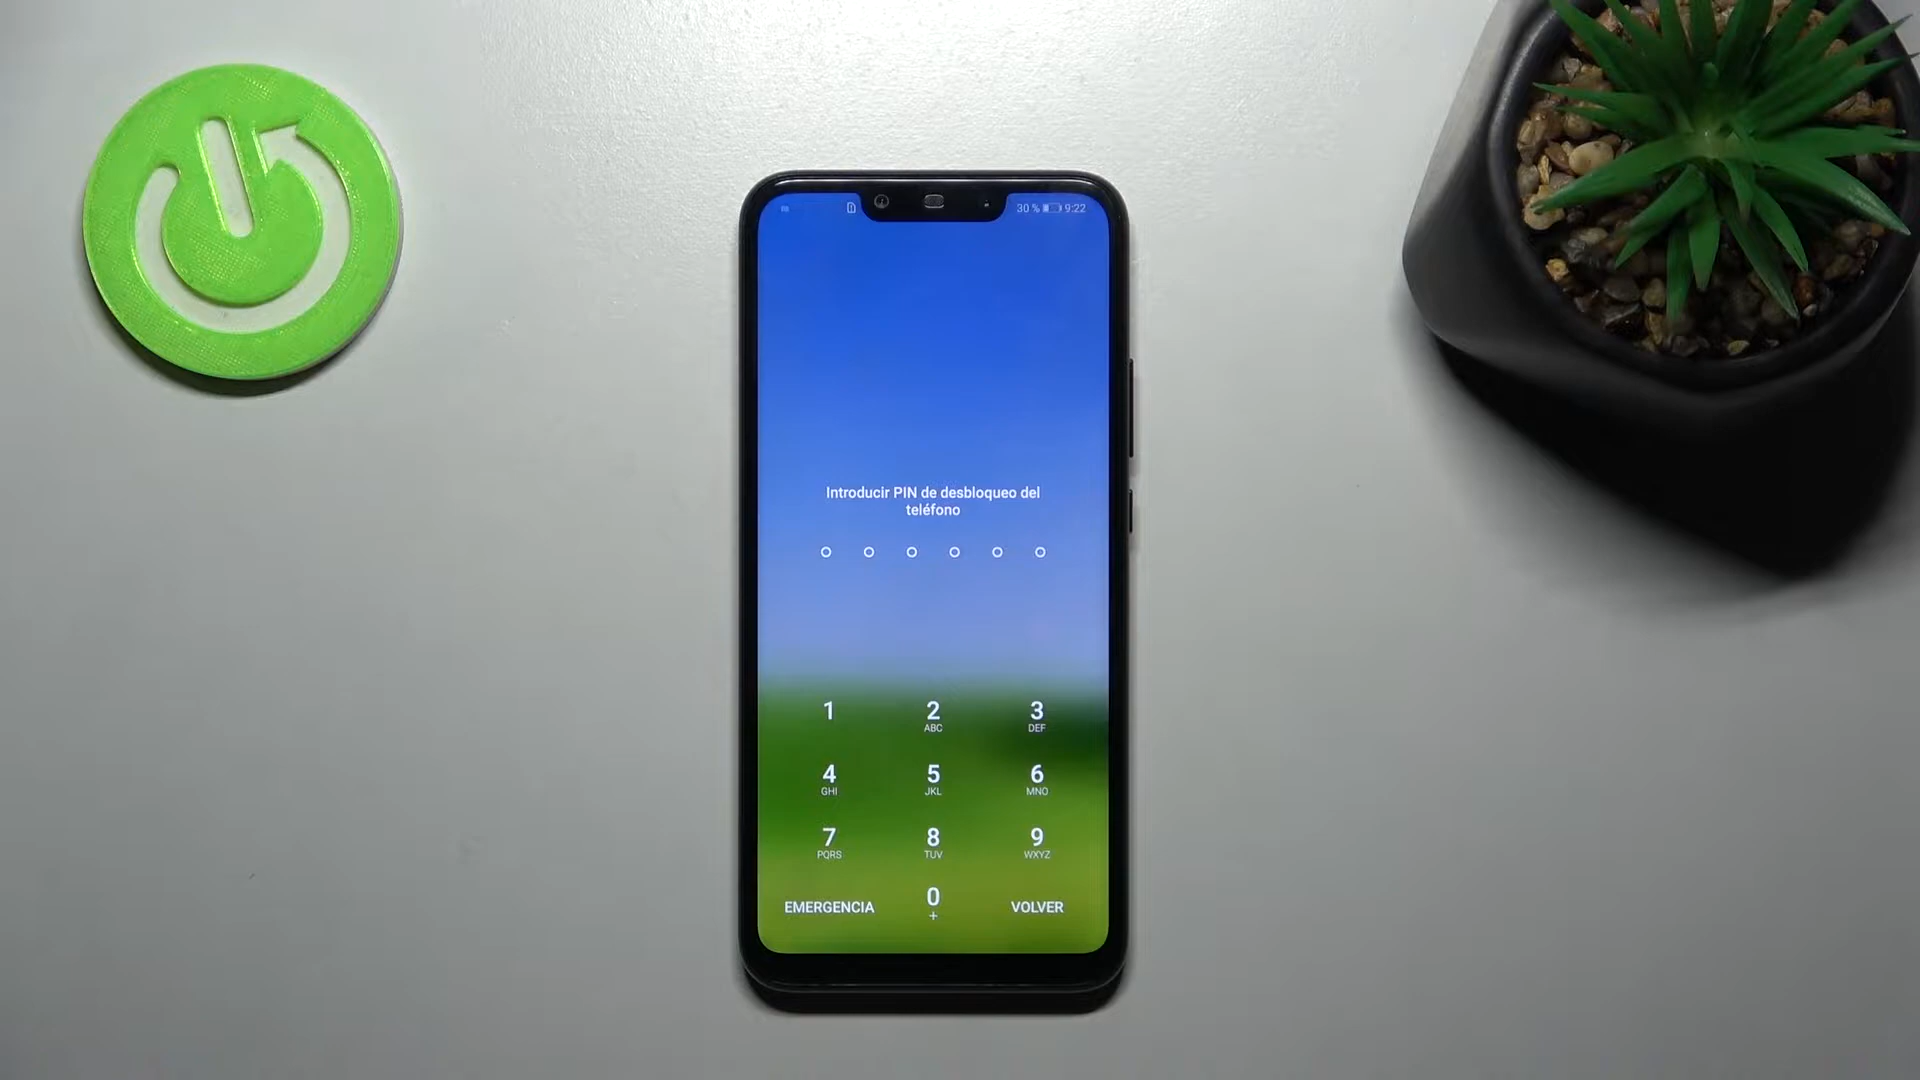 30 % 9:22
Introducir PIN de desbloqueo del
teléfono
1 2 3
ABC DEF
4 5 6
GHI JKL MNO
7 8 9
PQRS TUV WXYZ
0
EMERGENCIA + VOLVER